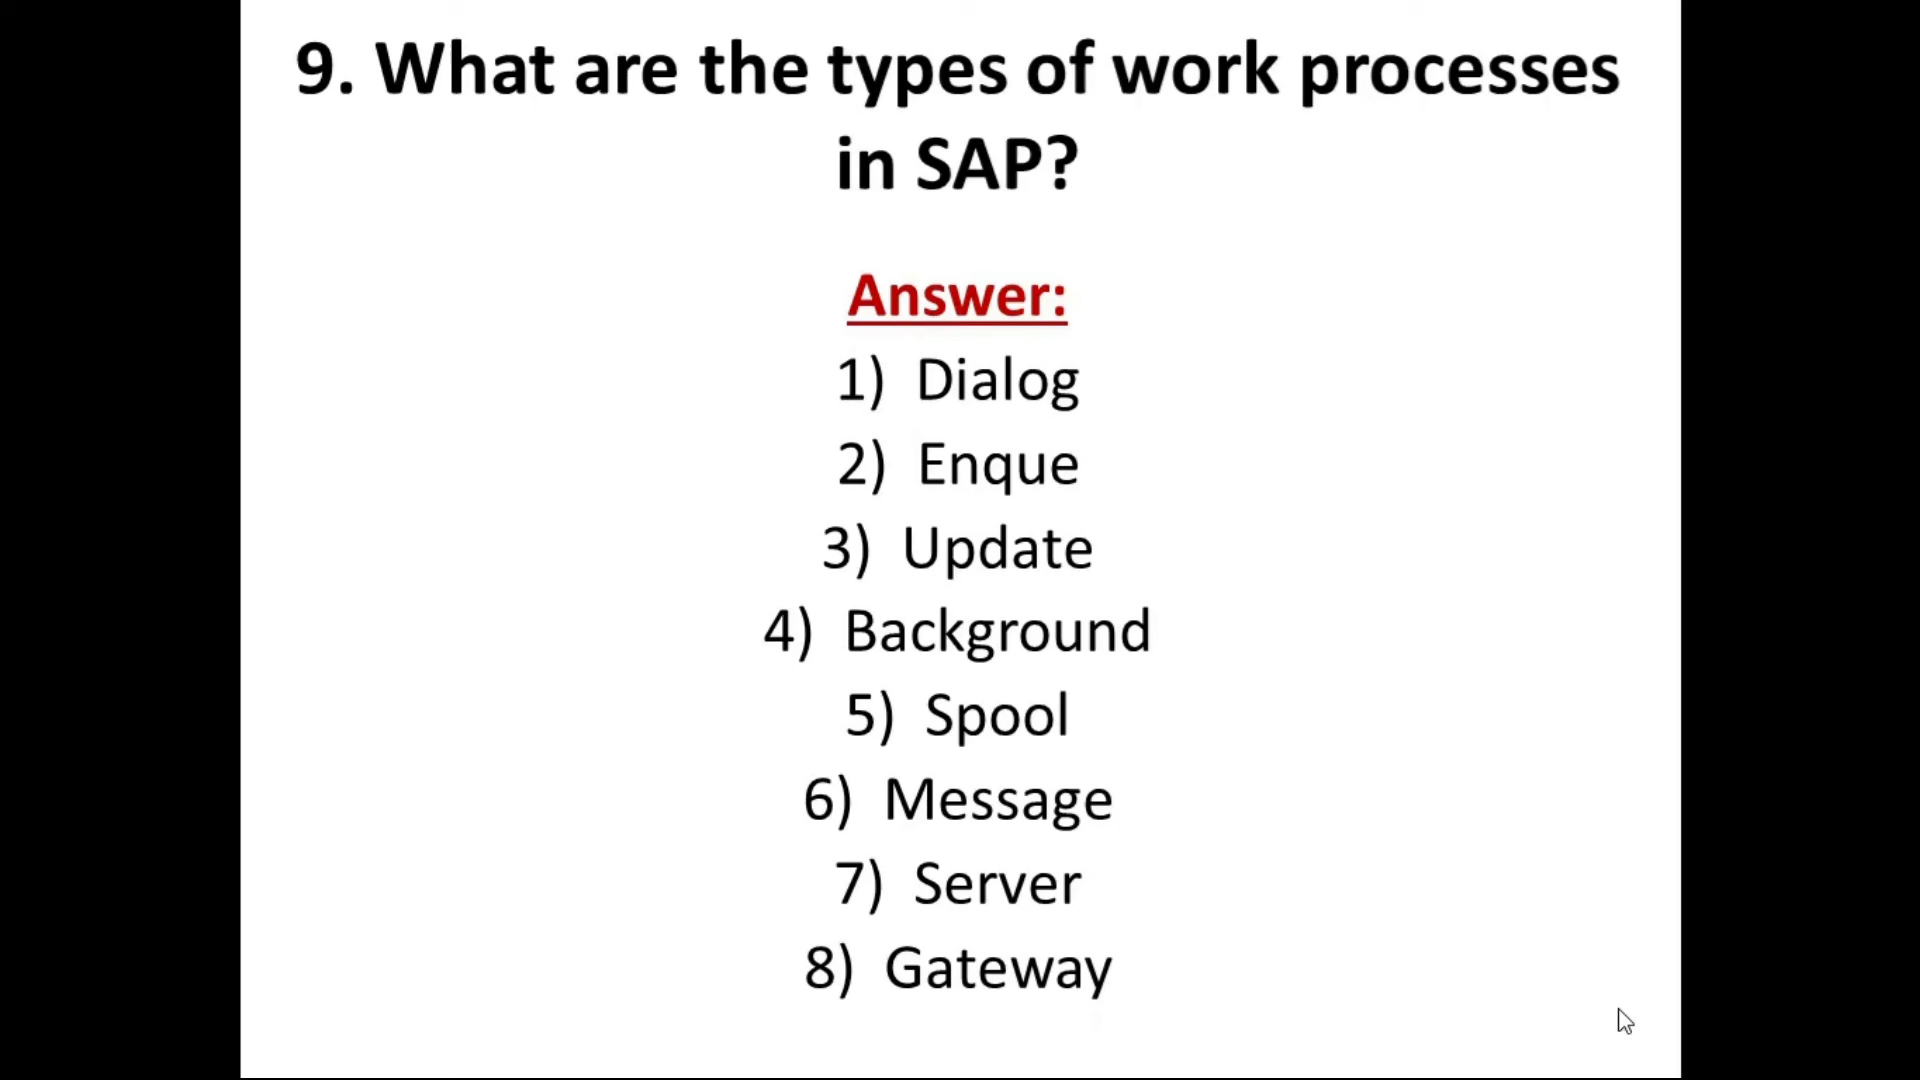 9. What are the types of work processes
in SAP?
Answer:
1) Dialog
2) Enque
3) Update
4) Background
5) Spool
6) Message
7) Server
8) Gateway